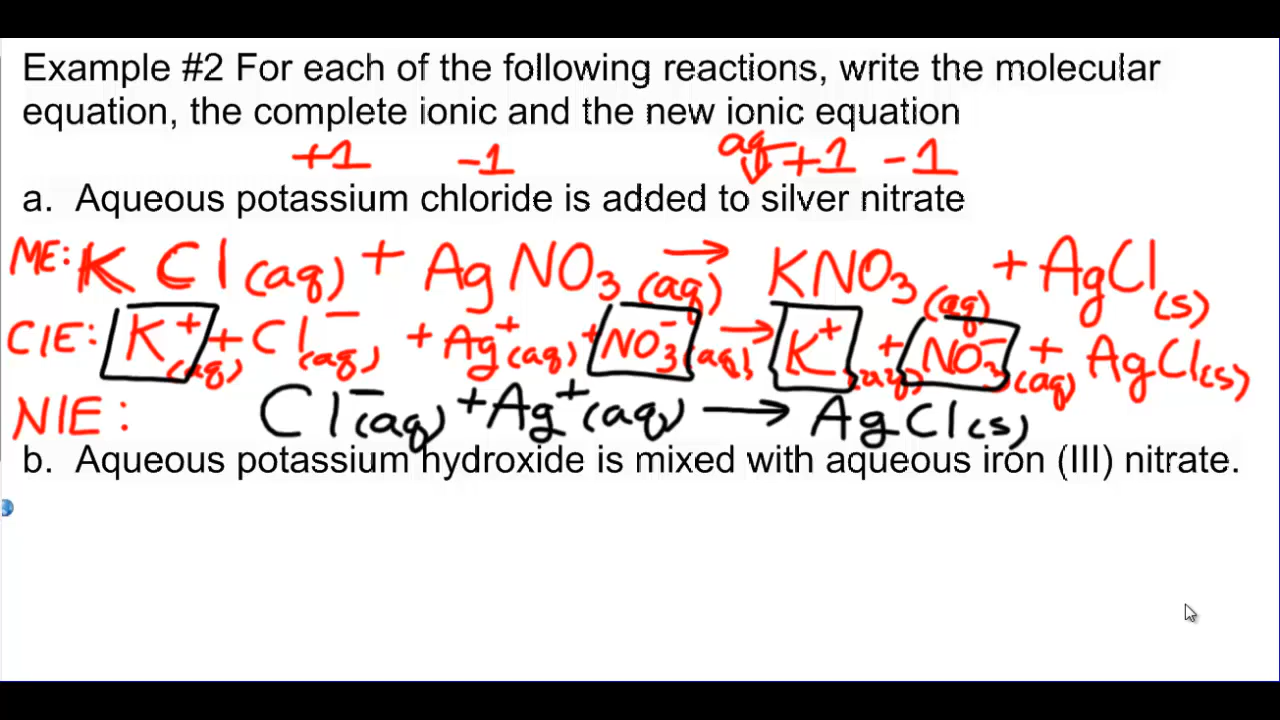 Example #2 For each of the following reactions, write the molecular
equation, the complete ionic and the new ionic equation
+1 -1 aq +1 -1
a. Aqueous potassium chloride is added to silver nitrate
ME: KCl(aq) + AgNO₃(aq) → KNO₃(aq) + AgCl(s)
CIE: K⁺(aq) + Cl⁻(aq) + Ag⁺(aq) + NO₃⁻(aq) → K⁺(aq) + NO₃⁻(aq) + AgCl(s)
NIE: Cl⁻(aq) + Ag⁺(aq) → AgCl(s)
b. Aqueous potassium hydroxide is mixed with aqueous iron (III) nitrate.